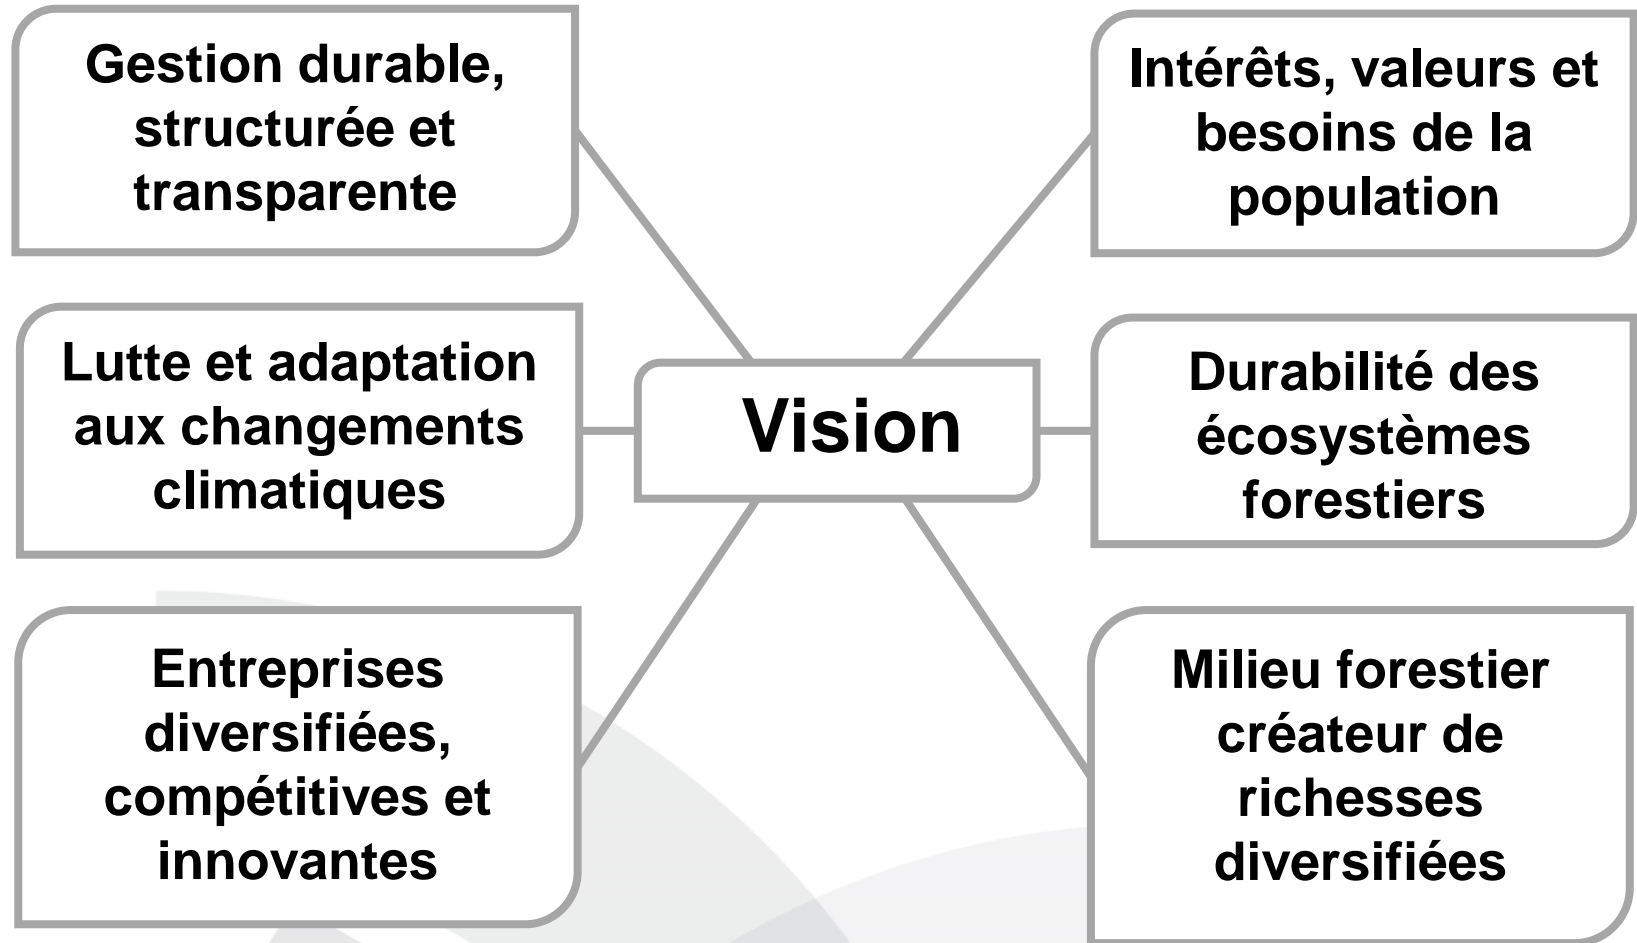 Gestion durable,
structurée et
transparente
Intérêts, valeurs et
besoins de la
population
Lutte et adaptation
aux changements
climatiques
Vision
Durabilité des
écosystèmes
forestiers
Entreprises
diversifiées,
compétitives et
innovantes
Milieu forestier
créateur de
richesses
diversifiées